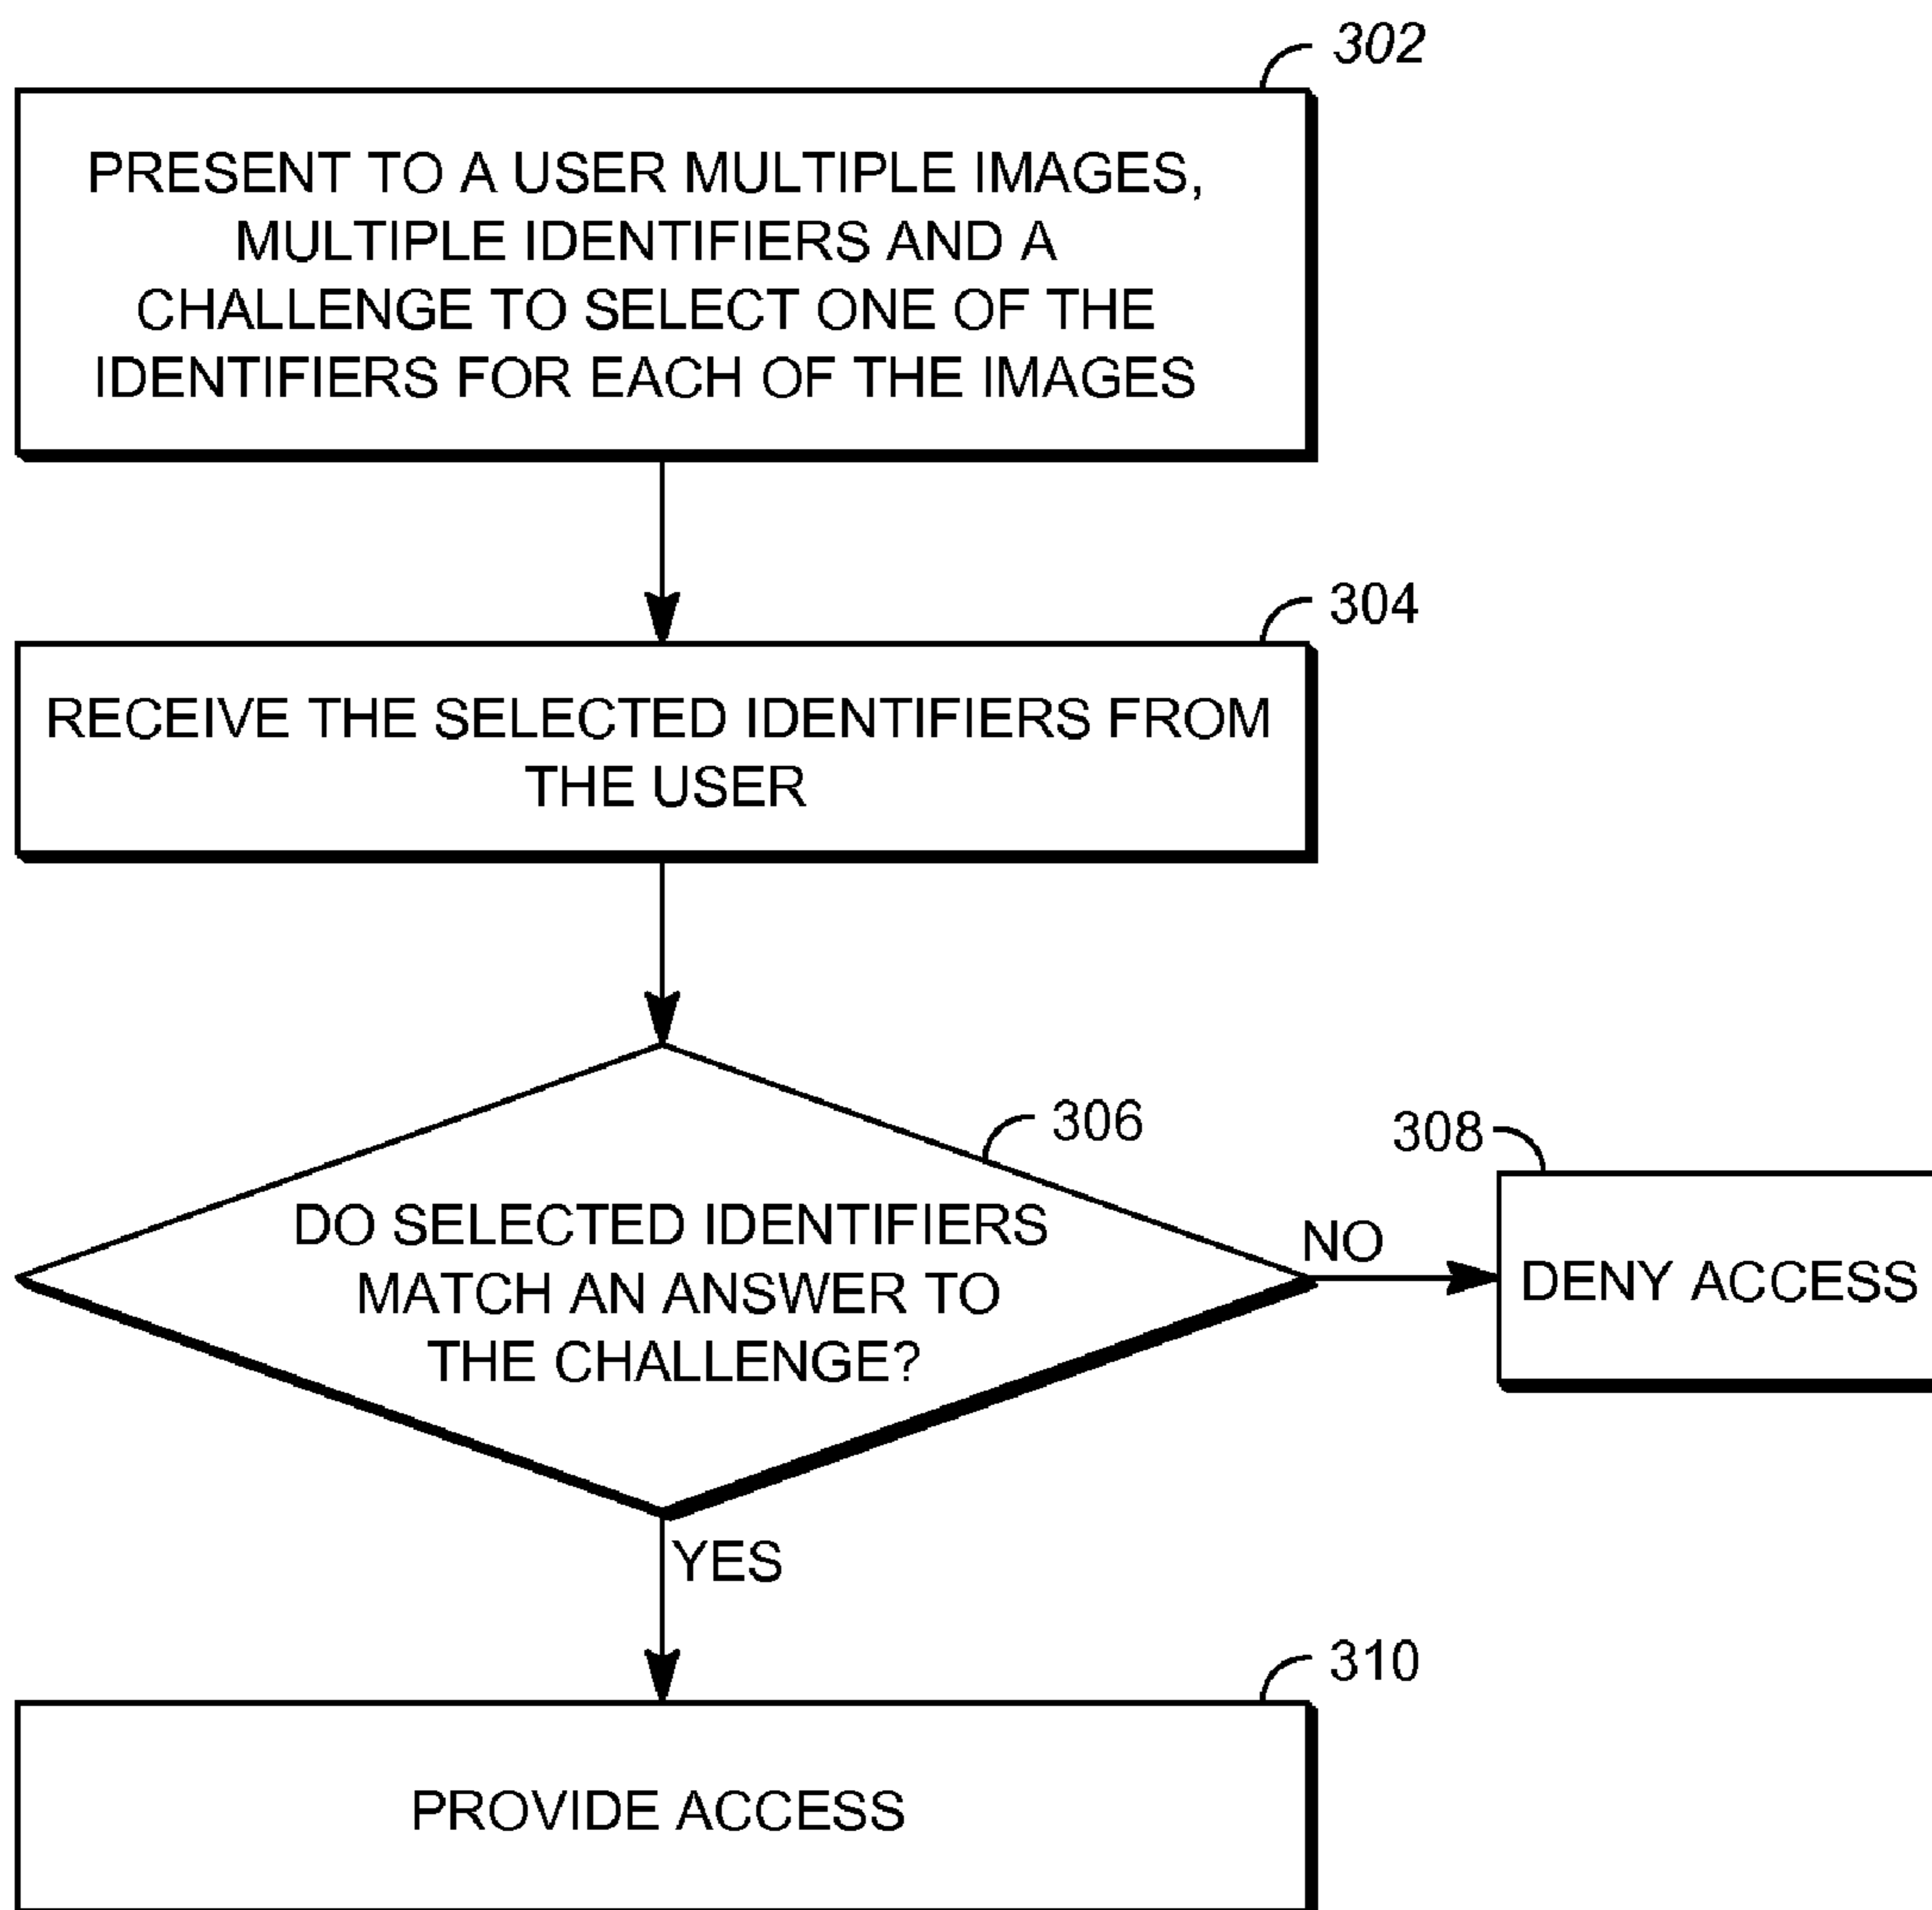 302
PRESENT TO A USER MULTIPLE IMAGES,
MULTIPLE IDENTIFIERS AND A
CHALLENGE TO SELECT ONE OF THE
IDENTIFIERS FOR EACH OF THE IMAGES
304
RECEIVE THE SELECTED IDENTIFIERS FROM
THE USER
306
DO SELECTED IDENTIFIERS
MATCH AN ANSWER TO
THE CHALLENGE?
NO
308
DENY ACCESS
YES
310
PROVIDE ACCESS